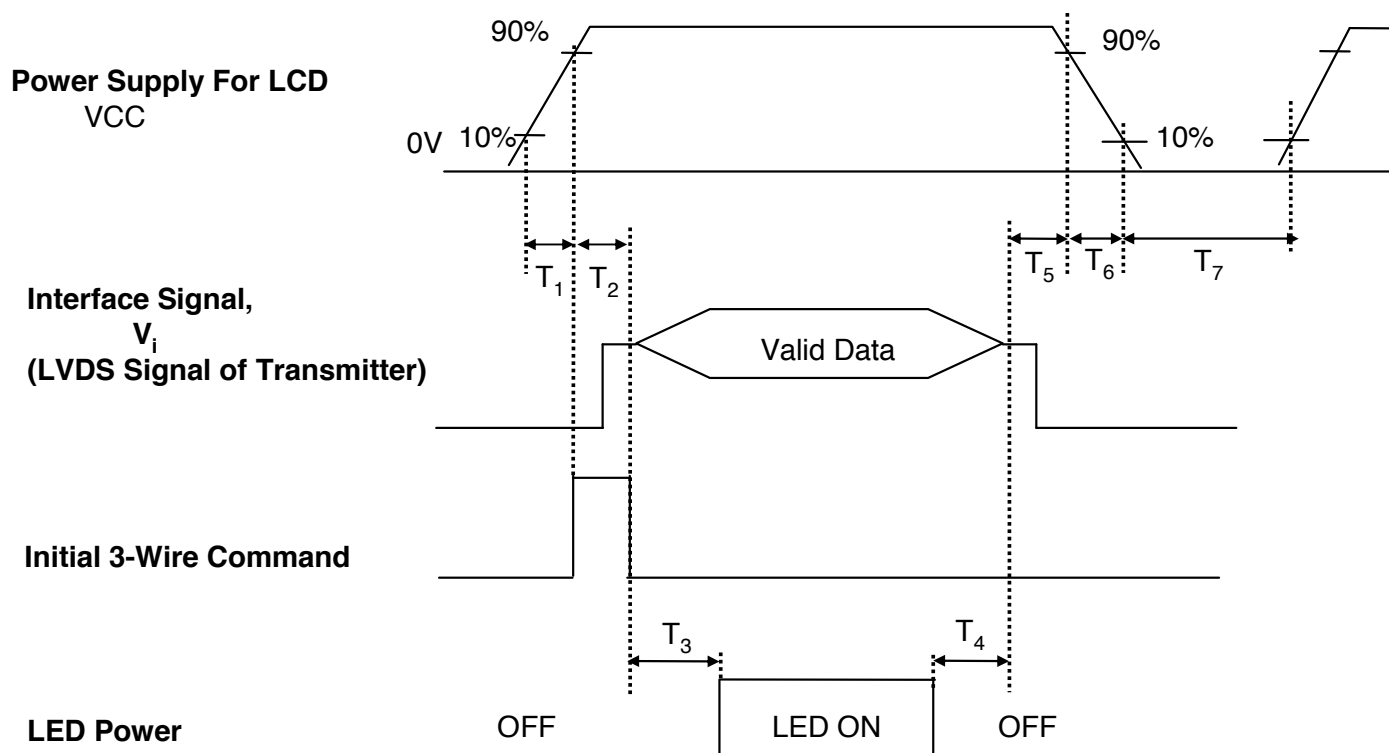 90%
90%
Power Supply For LCD
VCC
0V
10%
10%
T1
T2
T5
T6
T7
Interface Signal,
Vi
(LVDS Signal of Transmitter)
Valid Data
Initial 3-Wire Command
T3
T4
LED Power
OFF
LED ON
OFF